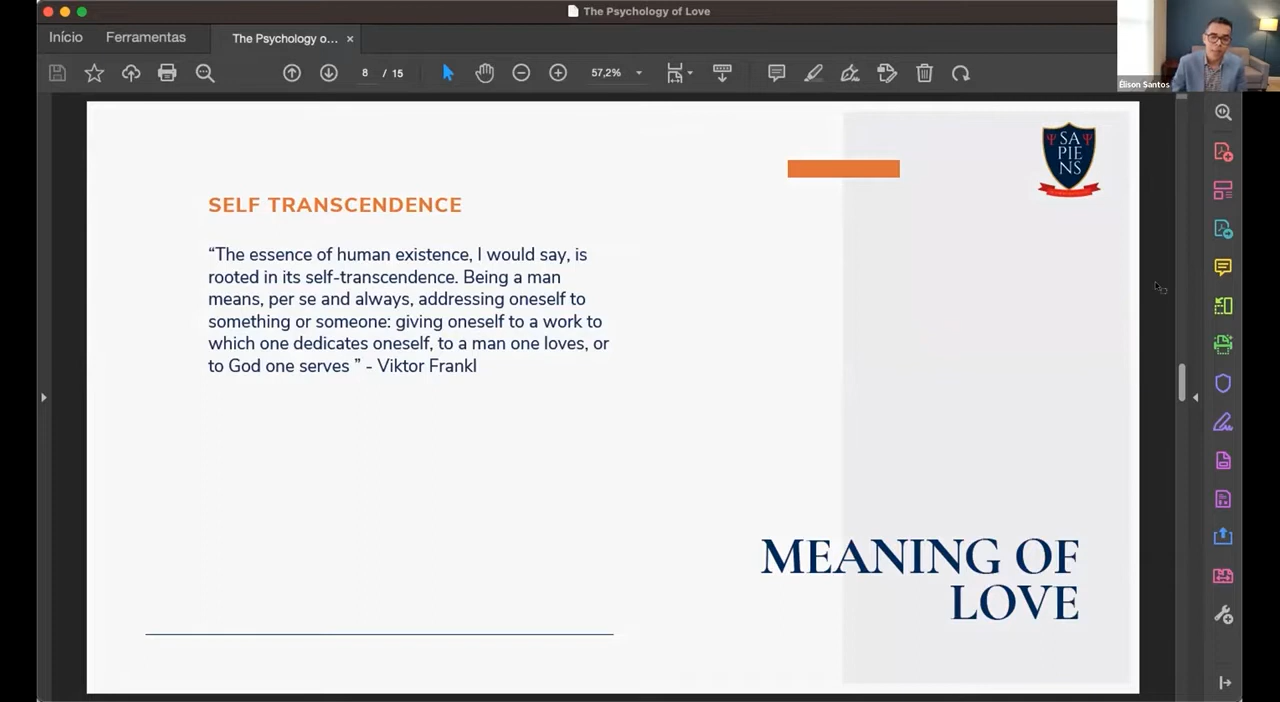 The Psychology of Love
Início Ferramentas The Psychology o... ×
8 / 15 57,2%
Élison Santos
SA
PIE
NS
SELF TRANSCENDENCE
“The essence of human existence, I would say, is
rooted in its self-transcendence. Being a man
means, per se and always, addressing oneself to
something or someone: giving oneself to a work to
which one dedicates oneself, to a man one loves, or
to God one serves ” - Viktor Frankl
MEANING OF
LOVE